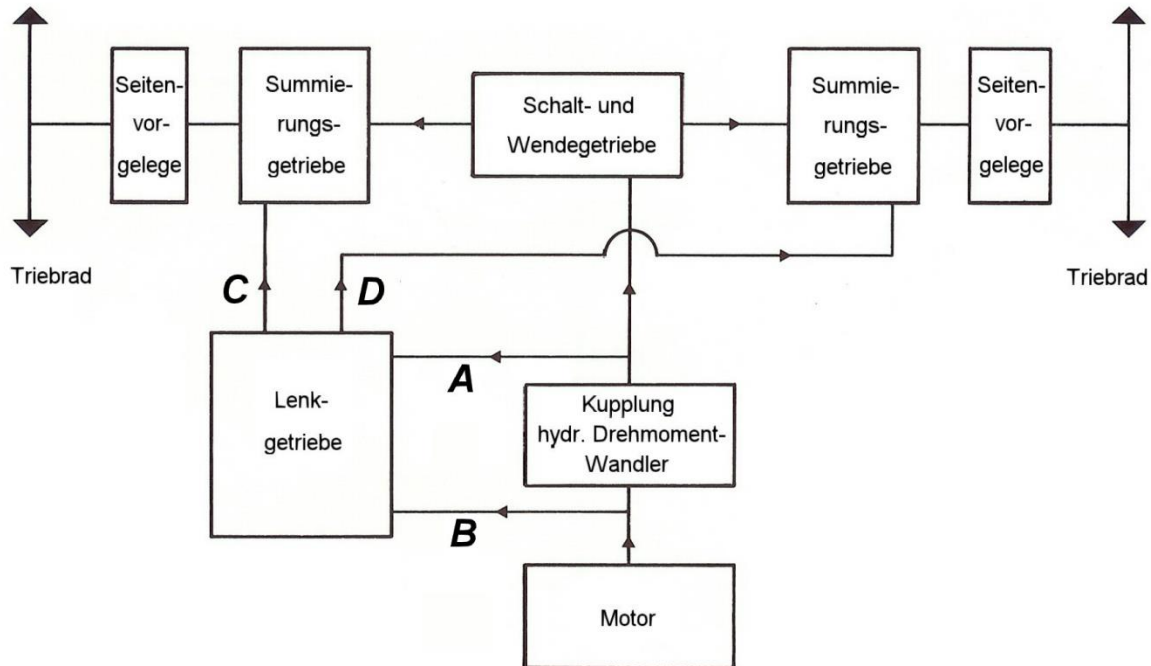 Seiten-
vor-
gelege
Summie-
rungs-
getriebe
Schalt- und
Wendegetriebe
Summie-
rungs-
getriebe
Seiten-
vor-
gelege
Triebrad
Triebrad
C
D
A
Lenk-
getriebe
Kupplung
hydr. Drehmoment-
Wandler
B
Motor